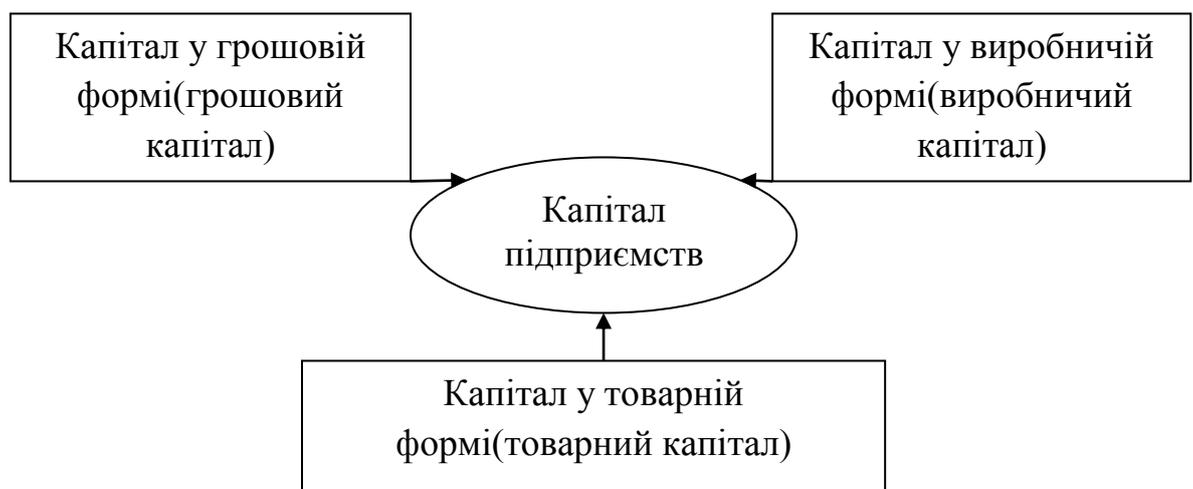 Капітал у грошовій
формі(грошовий
капітал)
Капітал у виробничій
формі(виробничий
капітал)
Капітал
підприємств
Капітал у товарній
формі(товарний капітал)